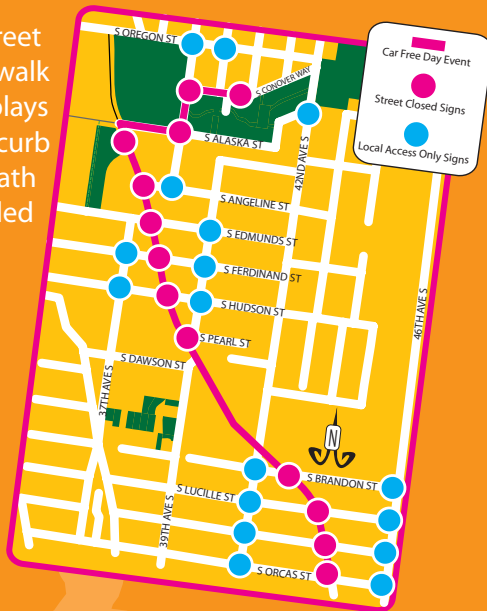 reet
walk
plays
curb
ath
led
Car Free Day Event
Street Closed Signs
Local Access Only Signs
S OREGON ST
S CONOVER WAY
S ALASKA ST
42ND AVE S
S ANGELINE ST
S EDMUNDS ST
S FERDINAND ST
S HUDSON ST
46TH AVE S
S PEARL ST
S DAWSON ST
37TH AVE S
N
S BRANDON ST
S LUCILLE ST
39TH AVE S
S ORCAS ST